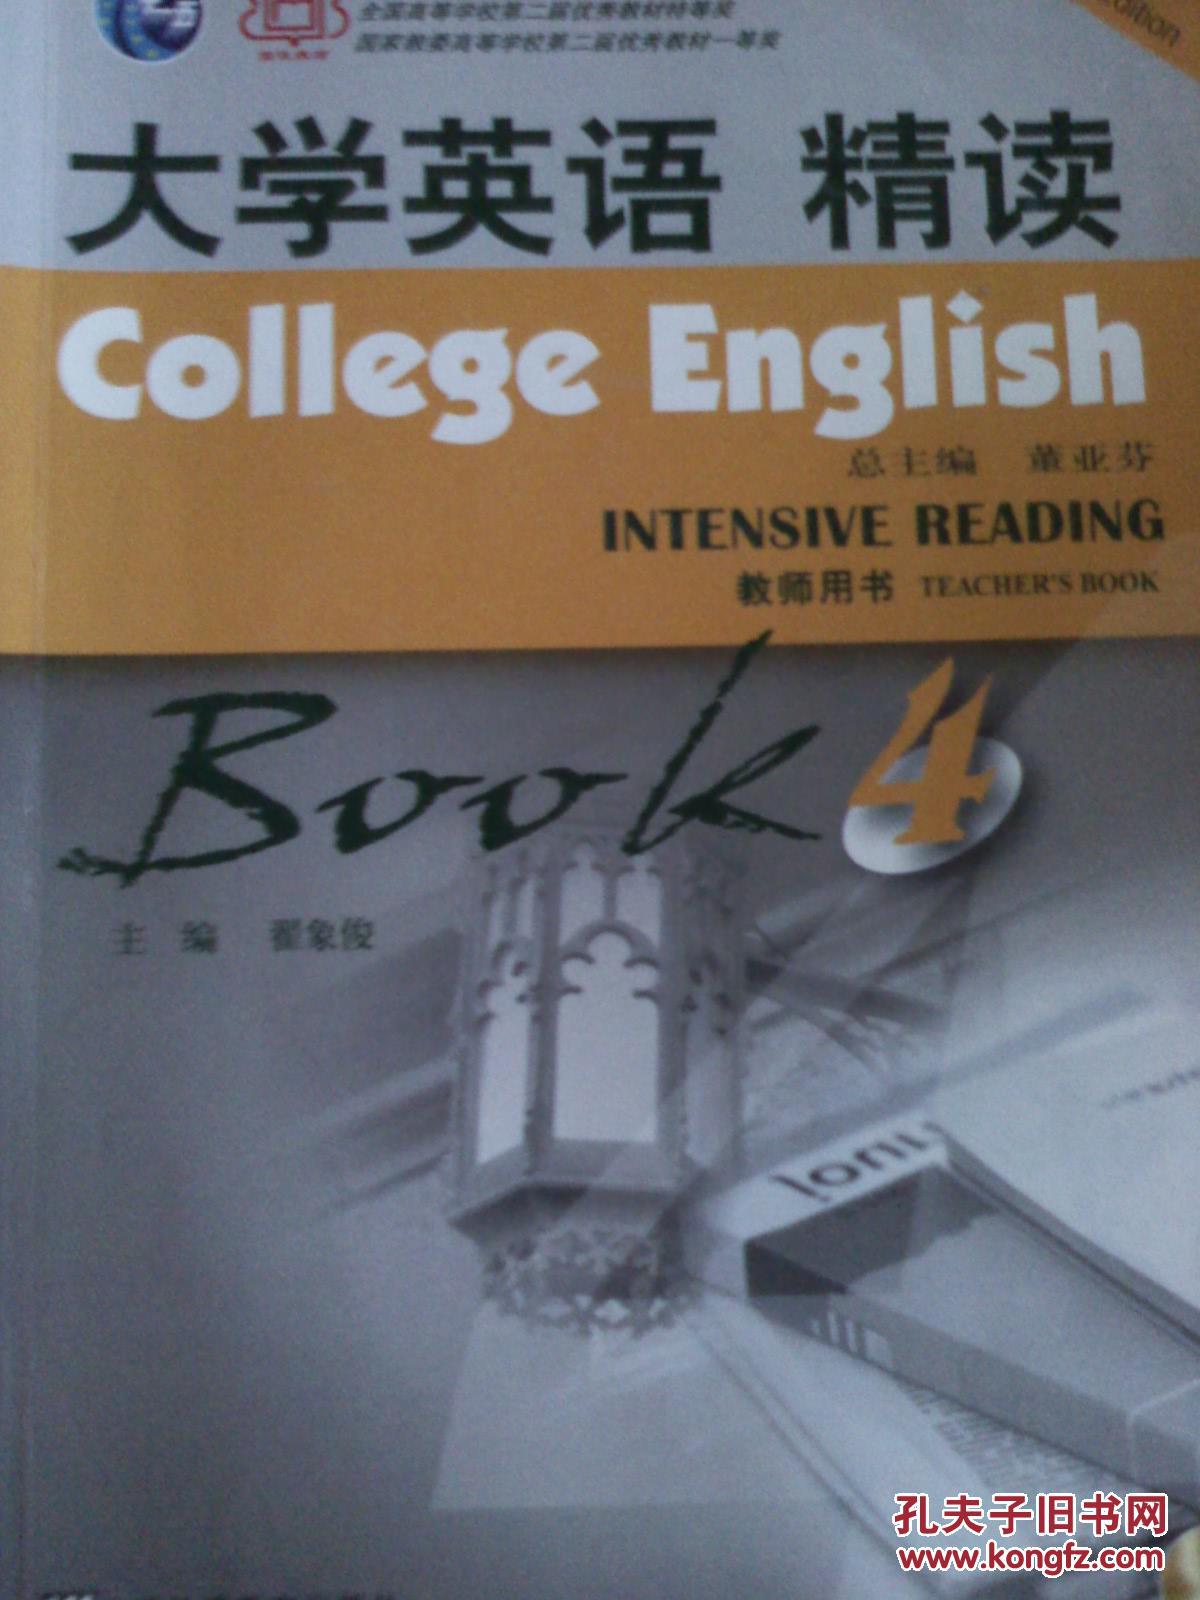 全国高等学校第二届优秀教材特等奖
国家教委高等学校第二届优秀教材一等奖
Edition
大学英语 精读
College English
总主编 董亚芬
INTENSIVE READING
教师用书 TEACHER'S BOOK
Book 4
主 编 翟象俊
孔夫子旧书网
www.kongfz.com